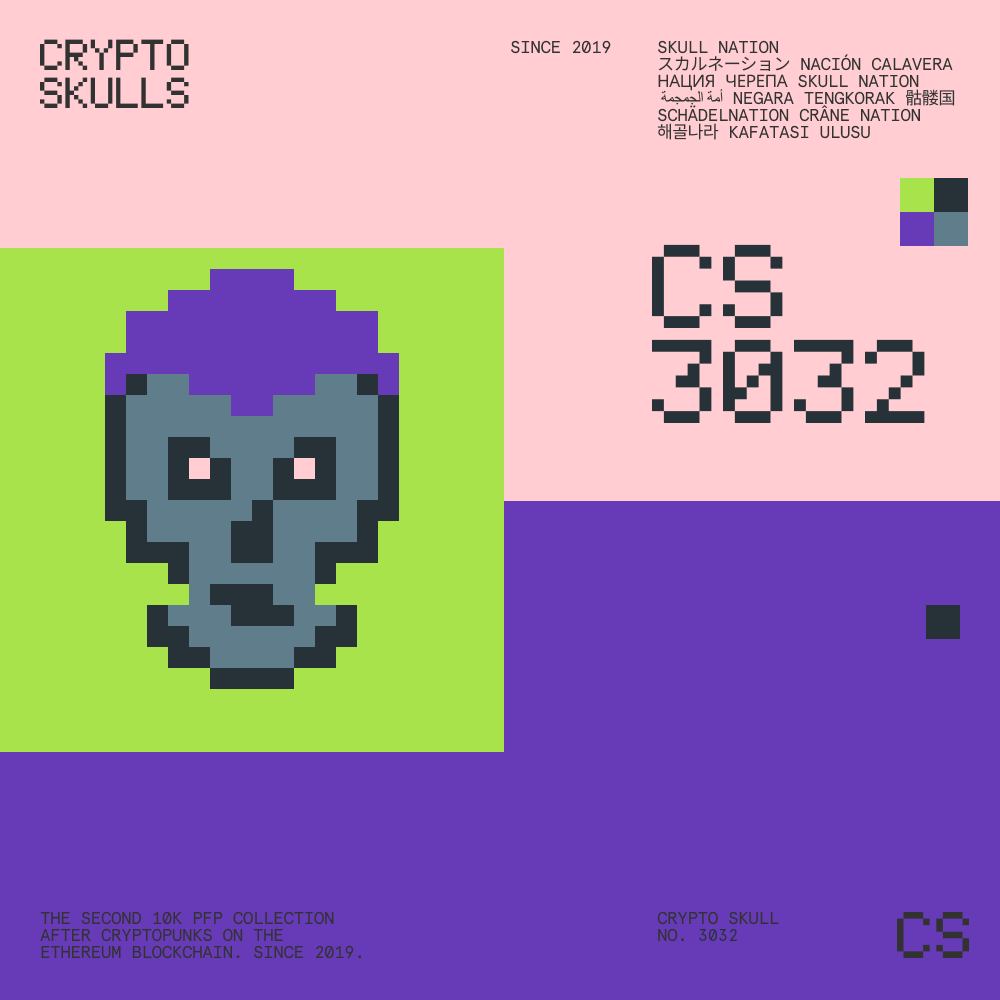 CRYPTO
SKULLS
SINCE 2019
SKULL NATION
スカルネーション NACIÓN CALAVERA
НАЦИЯ ЧЕРЕПА SKULL NATION
أمة الجمجمة NEGARA TENGKORAK 骷髅国
SCHÄDELNATION CRÂNE NATION
해골나라 KAFATASI ULUSU
CS
3032
THE SECOND 10K PFP COLLECTION
AFTER CRYPTOPUNKS ON THE
ETHEREUM BLOCKCHAIN. SINCE 2019.
CRYPTO SKULL
NO. 3032
CS